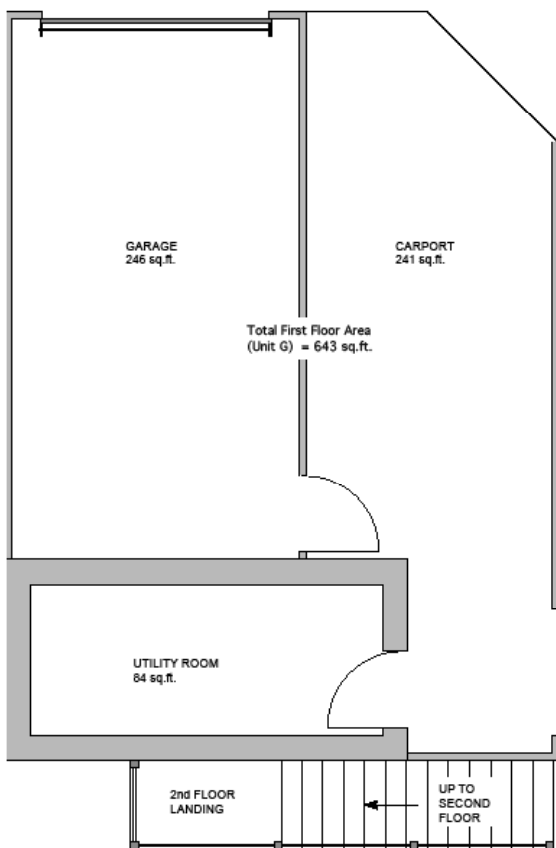 GARAGE
246 sq.ft.
CARPORT
241 sq.ft.
Total First Floor Area
(Unit G) = 643 sq.ft.
UTILITY ROOM
84 sq.ft.
2nd FLOOR
LANDING
UP TO
SECOND
FLOOR